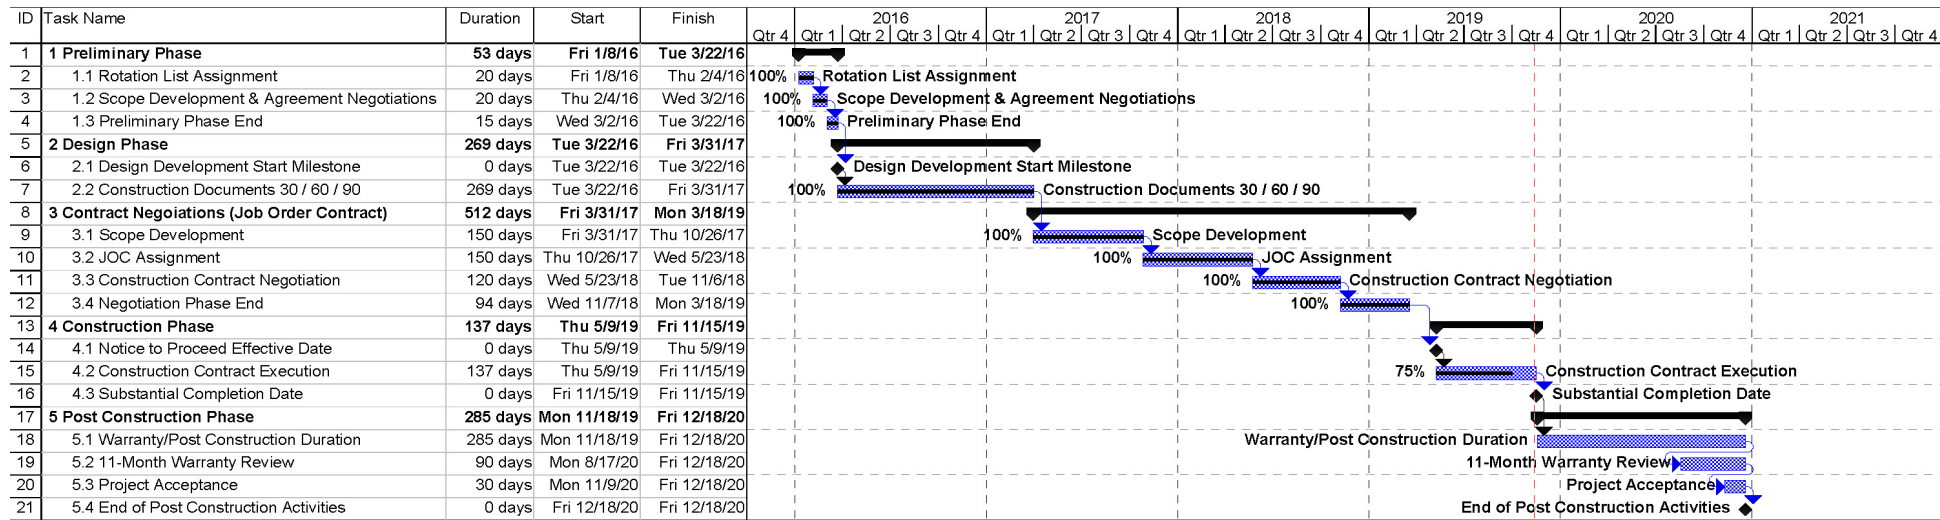 ID Task Name Duration Start Finish 2016 2017 2018 2019 2020 2021
Qtr 4 Qtr 1 Qtr 2 Qtr 3 Qtr 4 Qtr 1 Qtr 2 Qtr 3 Qtr 4 Qtr 1 Qtr 2 Qtr 3 Qtr 4 Qtr 1 Qtr 2 Qtr 3 Qtr 4 Qtr 1 Qtr 2 Qtr 3 Qtr 4 Qtr 1 Qtr 2 Qtr 3 Qtr 4
1 1 Preliminary Phase 53 days Fri 1/8/16 Tue 3/22/16
2 1.1 Rotation List Assignment 20 days Fri 1/8/16 Thu 2/4/16 100% Rotation List Assignment
3 1.2 Scope Development & Agreement Negotiations 20 days Thu 2/4/16 Wed 3/2/16 100% Scope Development & Agreement Negotiations
4 1.3 Preliminary Phase End 15 days Wed 3/2/16 Tue 3/22/16 100% Preliminary Phase End
5 2 Design Phase 269 days Tue 3/22/16 Fri 3/31/17
6 2.1 Design Development Start Milestone 0 days Tue 3/22/16 Tue 3/22/16 Design Development Start Milestone
7 2.2 Construction Documents 30 / 60 / 90 269 days Tue 3/22/16 Fri 3/31/17 100% Construction Documents 30 / 60 / 90
8 3 Contract Negoiations (Job Order Contract) 512 days Fri 3/31/17 Mon 3/18/19
9 3.1 Scope Development 150 days Fri 3/31/17 Thu 10/26/17 100% Scope Development
10 3.2 JOC Assignment 150 days Thu 10/26/17 Wed 5/23/18 100% JOC Assignment
11 3.3 Construction Contract Negotiation 120 days Wed 5/23/18 Tue 11/6/18 100% Construction Contract Negotiation
12 3.4 Negotiation Phase End 94 days Wed 11/7/18 Mon 3/18/19 100%
13 4 Construction Phase 137 days Thu 5/9/19 Fri 11/15/19
14 4.1 Notice to Proceed Effective Date 0 days Thu 5/9/19 Thu 5/9/19
15 4.2 Construction Contract Execution 137 days Thu 5/9/19 Fri 11/15/19 75% Construction Contract Execution
16 4.3 Substantial Completion Date 0 days Fri 11/15/19 Fri 11/15/19 Substantial Completion Date
17 5 Post Construction Phase 285 days Mon 11/18/19 Fri 12/18/20
18 5.1 Warranty/Post Construction Duration 285 days Mon 11/18/19 Fri 12/18/20 Warranty/Post Construction Duration
19 5.2 11-Month Warranty Review 90 days Mon 8/17/20 Fri 12/18/20 11-Month Warranty Review
20 5.3 Project Acceptance 30 days Mon 11/9/20 Fri 12/18/20 Project Acceptance
21 5.4 End of Post Construction Activities 0 days Fri 12/18/20 Fri 12/18/20 End of Post Construction Activities